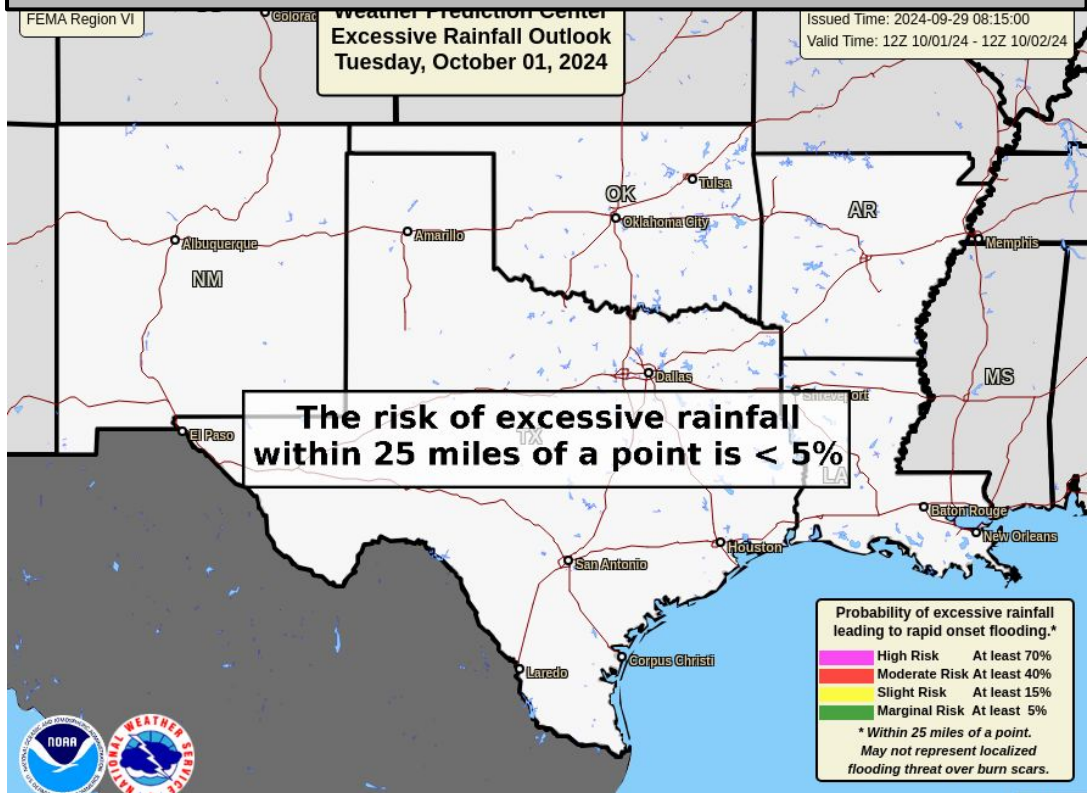 FEMA Region VI
Weather Prediction Center
Excessive Rainfall Outlook
Tuesday, October 01, 2024
Issued Time: 2024-09-29 08:15:00
Valid Time: 12Z 10/01/24 - 12Z 10/02/24
Tulsa
OK
Oklahoma City
AR
Albuquerque
Amarillo
Memphis
NM
Dallas
MS
Shreveport
The risk of excessive rainfall
within 25 miles of a point is < 5%
TX
El Paso
LA
Baton Rouge
New Orleans
Houston
San Antonio
Corpus Christi
Laredo
Probability of excessive rainfall
leading to rapid onset flooding.*
High Risk At least 70%
Moderate Risk At least 40%
Slight Risk At least 15%
Marginal Risk At least 5%
* Within 25 miles of a point.
May not represent localized
flooding threat over burn scars.
NOAA
NATIONAL WEATHER SERVICE